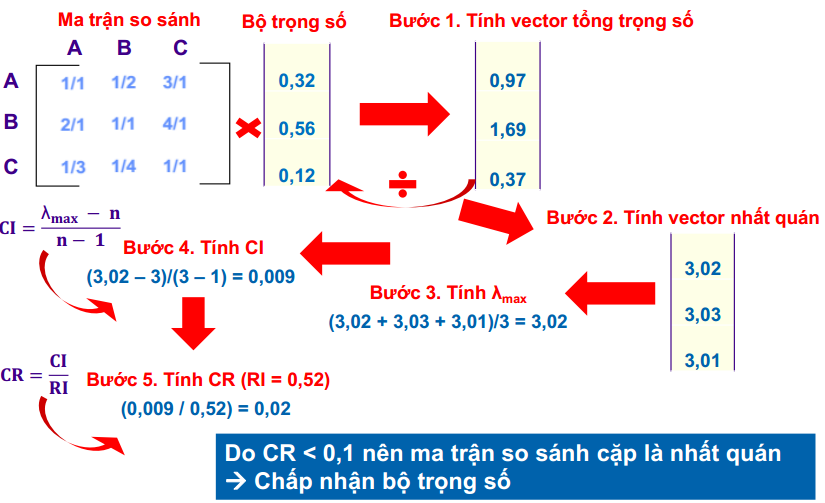 Ma trận so sánh
Bộ trọng số
Bước 1. Tính vector tổng trọng số
A B C
A 1/1 1/2 3/1
B 2/1 1/1 4/1
C 1/3 1/4 1/1
×
0,32
0,56
0,12
0,97
1,69
0,37
÷
Bước 2. Tính vector nhất quán
3,02
3,03
3,01
Bước 3. Tính λmax
(3,02 + 3,03 + 3,01)/3 = 3,02
CI = (λmax − n) / (n − 1)
Bước 4. Tính CI
(3,02 – 3)/(3 – 1) = 0,009
CR = CI / RI
Bước 5. Tính CR (RI = 0,52)
(0,009 / 0,52) = 0,02
Do CR < 0,1 nên ma trận so sánh cặp là nhất quán
→ Chấp nhận bộ trọng số